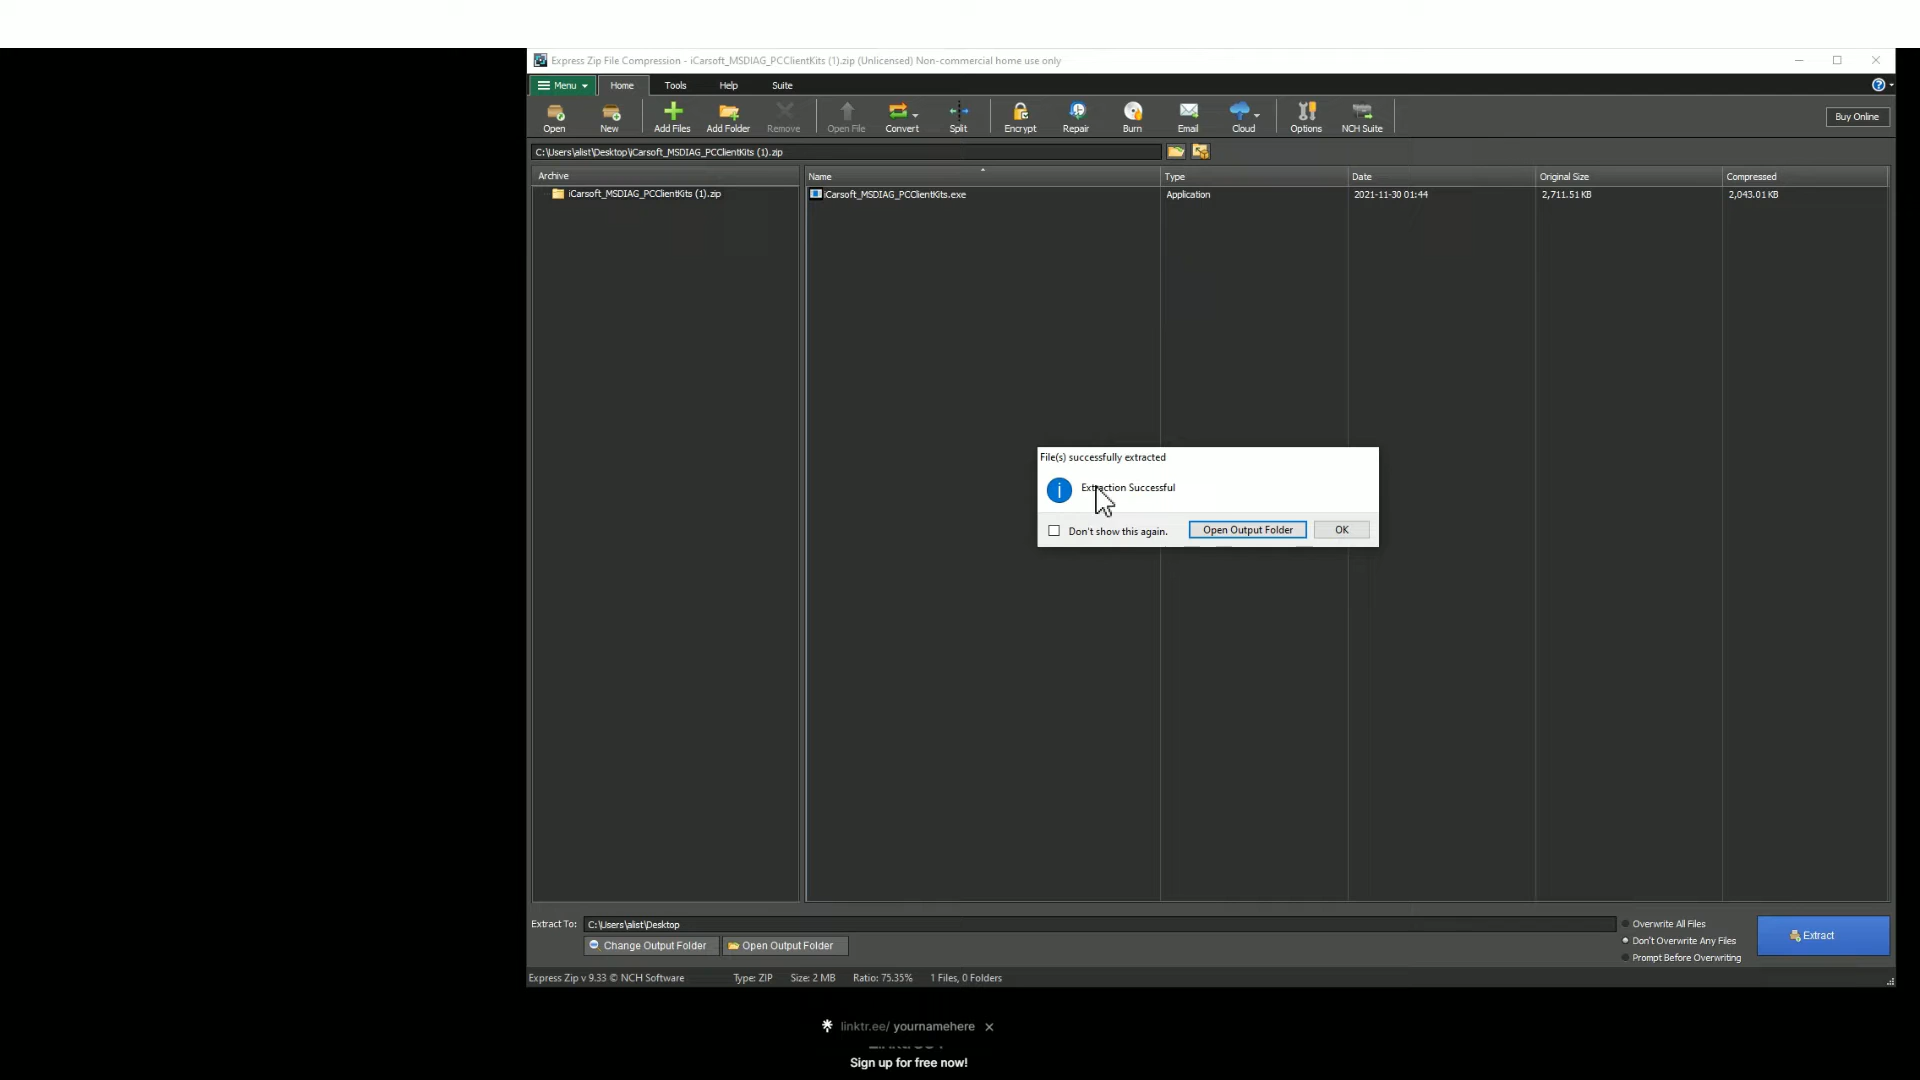 Express Zip File Compression - iCarsoft_MSDIAG_PCClientKits (1).zip (Unlicensed) Non-commercial home use only
Menu Home Tools Help Suite
Open New Add Files Add Folder Remove Open File Convert Split Encrypt Repair Burn Email Cloud Options NCH Suite Buy Online
C:\Users\alist\Desktop\iCarsoft_MSDIAG_PCClientKits (1).zip
Archive Name Type Date Original Size Compressed
iCarsoft_MSDIAG_PCClientKits (1).zip iCarsoft_MSDIAG_PCClientKits.exe Application 2021-11-30 01:44 2,711.51 KB 2,043.01 KB
File(s) successfully extracted
Extraction Successful
Don't show this again. Open Output Folder OK
Extract To: C:\Users\alist\Desktop
Overwrite All Files
Don't Overwrite Any Files
Prompt Before Overwriting
Extract
Change Output Folder Open Output Folder
Express Zip v 9.33 © NCH Software Type: ZIP Size: 2 MB Ratio: 75.35% 1 Files, 0 Folders
linktr.ee/ yournamehere
Sign up for free now!